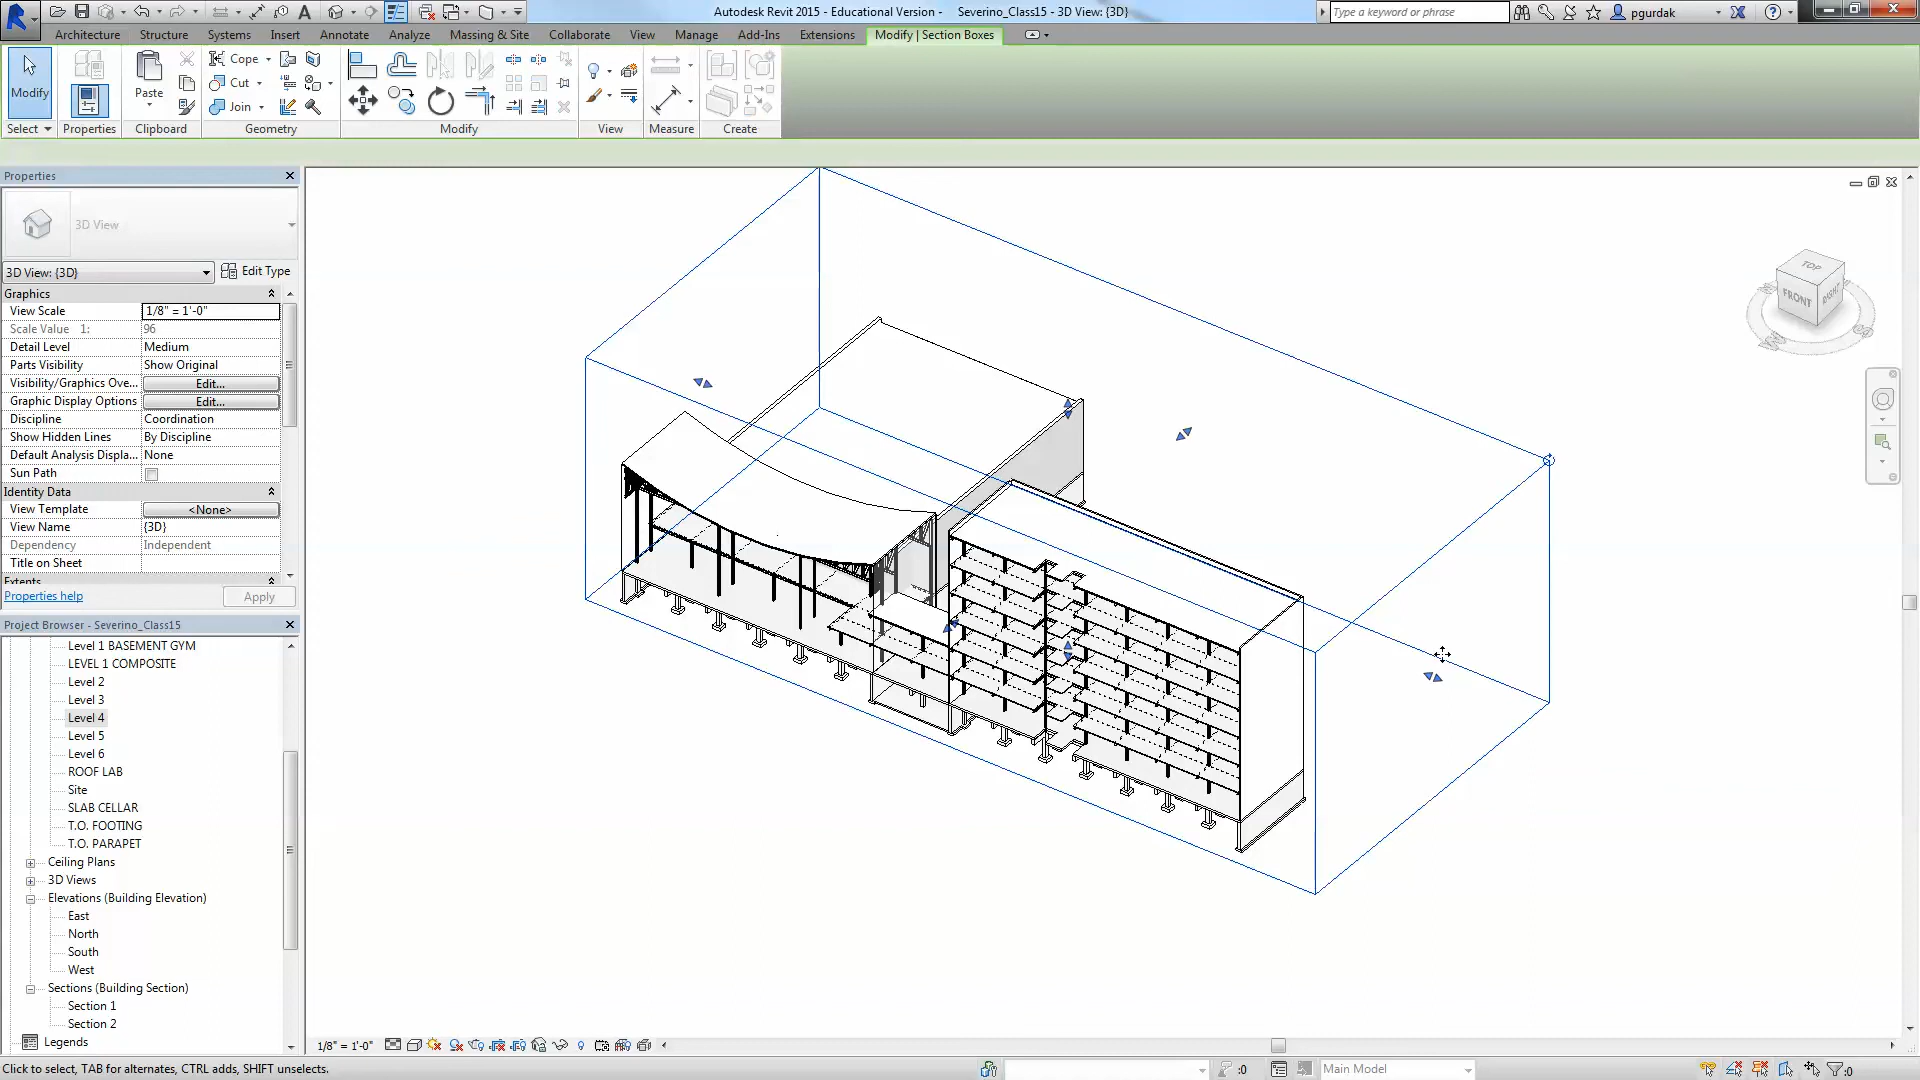 Autodesk Revit 2015 - Educational Version -    Severino_Class15 - 3D View: {3D}
Type a keyword or phrase
pgurdak
Architecture Structure Systems Insert Annotate Analyze Massing & Site Collaborate View Manage Add-Ins Extensions Modify | Section Boxes
Modify
Paste
Cope
Cut
Join
Select Properties Clipboard Geometry Modify View Measure Create
Properties
3D View
3D View: {3D}
Edit Type
Graphics
View Scale 1/8" = 1'-0"
Scale Value 1: 96
Detail Level Medium
Parts Visibility Show Original
Visibility/Graphics Ove... Edit...
Graphic Display Options Edit...
Discipline Coordination
Show Hidden Lines By Discipline
Default Analysis Displa... None
Sun Path
Identity Data
View Template <None>
View Name {3D}
Dependency Independent
Title on Sheet
Extents
Properties help
Apply
Project Browser - Severino_Class15
Level 1 BASEMENT GYM
LEVEL 1 COMPOSITE
Level 2
Level 3
Level 4
Level 5
Level 6
ROOF LAB
Site
SLAB CELLAR
T.O. FOOTING
T.O. PARAPET
Ceiling Plans
3D Views
Elevations (Building Elevation)
East
North
South
West
Sections (Building Section)
Section 1
Section 2
Legends
TOP
FRONT
RIGHT
1/8" = 1'-0"
Click to select, TAB for alternates, CTRL adds, SHIFT unselects.
:0
Main Model
:0